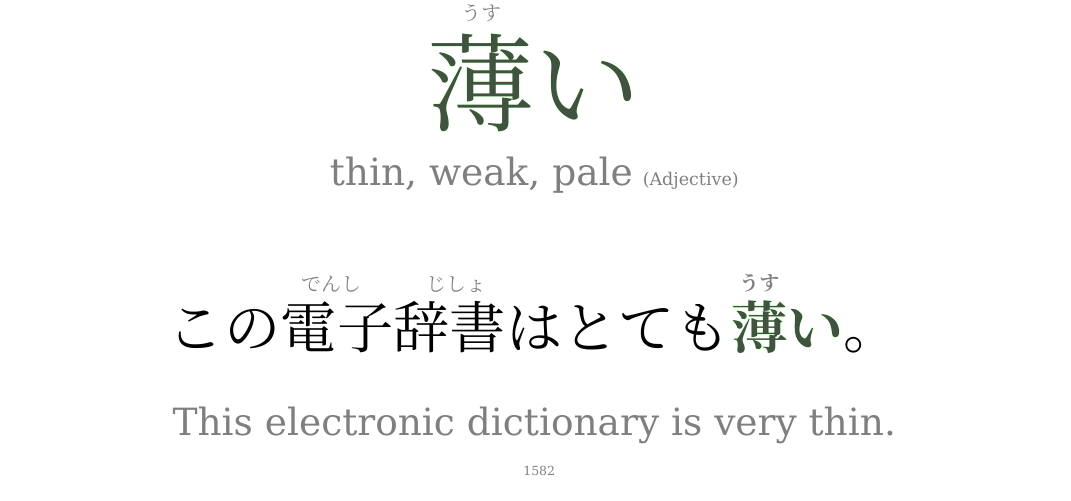 うす
薄い
thin, weak, pale (Adjective)
でんし じしょ うす
この電子辞書はとても薄い。
This electronic dictionary is very thin.
1582